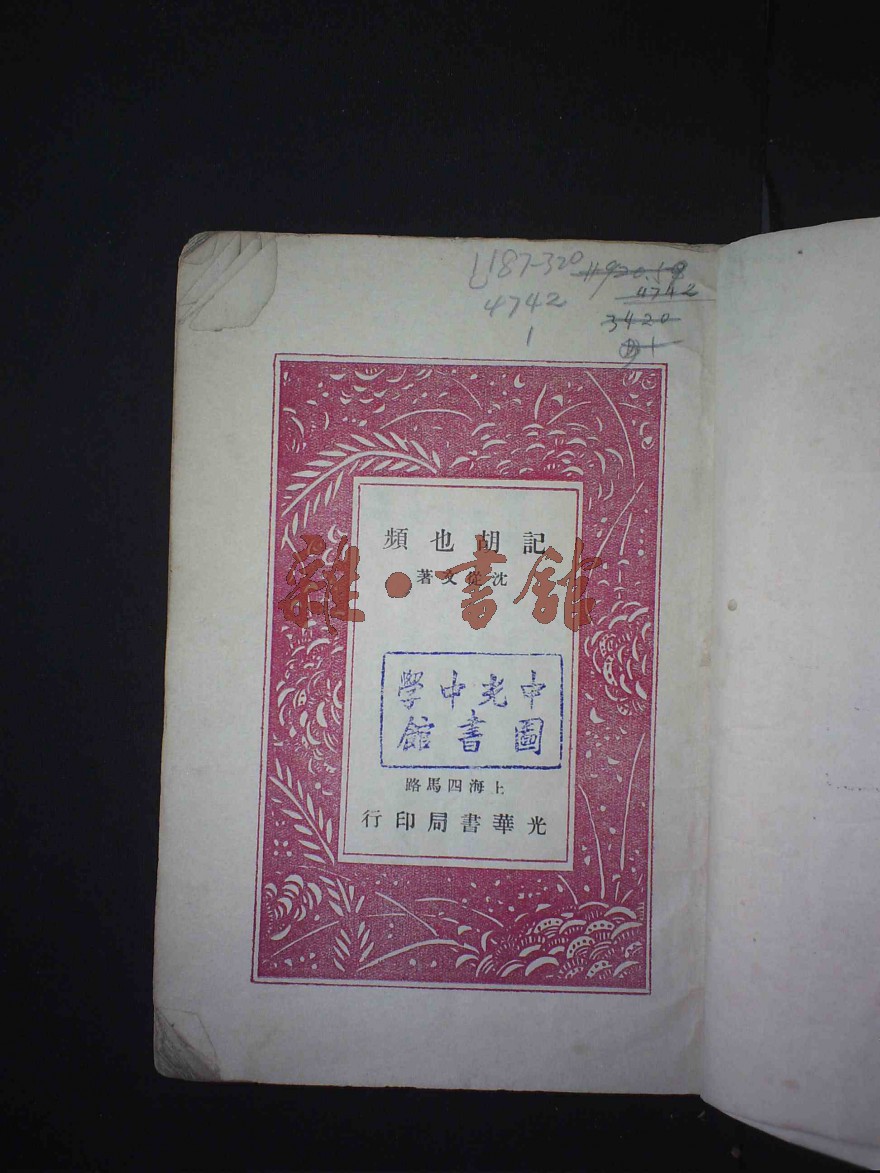 187-320
4742
1
4742
3420
記胡也頻
沈從文著
雜•書館
中光中學
圖書館
上海四馬路
光華書局印行